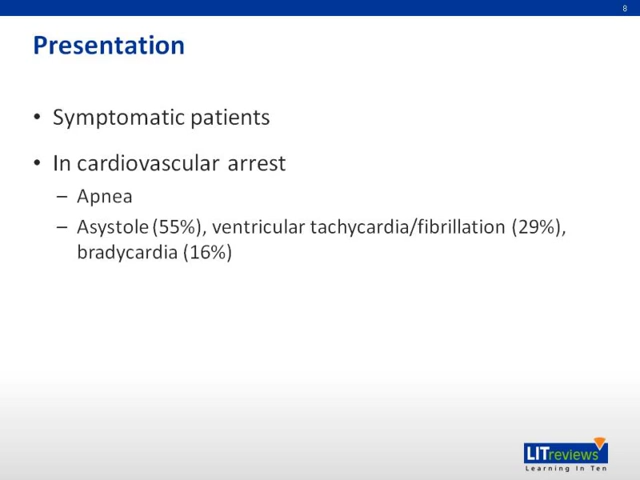 8
Presentation
• Symptomatic patients
• In cardiovascular arrest
– Apnea
– Asystole (55%), ventricular tachycardia/fibrillation (29%),
bradycardia (16%)
LITreviews
Learning In Ten